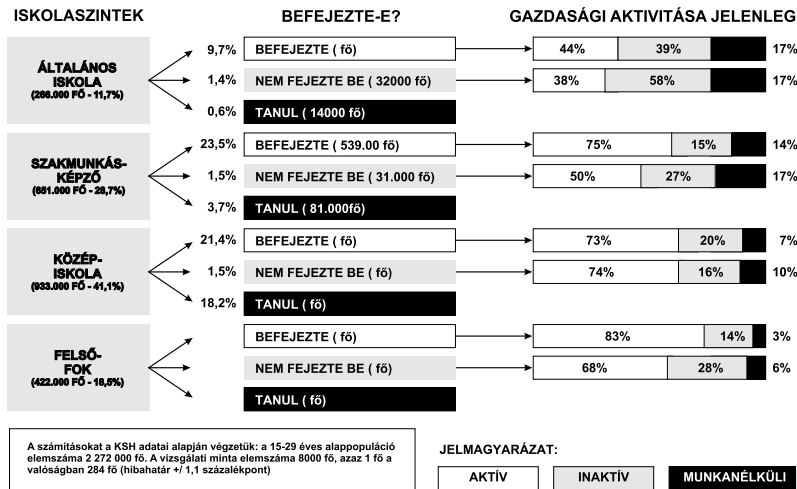 ISKOLASZINTEK
BEFEJEZTE-E?
GAZDASÁGI AKTIVITÁSA JELENLEG
ÁLTALÁNOS
ISKOLA
(266.000 FŐ - 11,7%)
9,7%
BEFEJEZTE ( fő)
44%
39%
17%
1,4%
NEM FEJEZTE BE ( 32000 fő)
38%
58%
17%
0,6%
TANUL ( 14000 fő)
SZAKMUNKÁS-
KÉPZŐ
(651.000 FŐ - 28,7%)
23,5%
BEFEJEZTE ( 539.00 fő)
75%
15%
14%
1,5%
NEM FEJEZTE BE ( 31.000 fő)
50%
27%
17%
3,7%
TANUL ( 81.000fő)
KÖZÉP-
ISKOLA
(933.000 FŐ - 41,1%)
21,4%
BEFEJEZTE ( fő)
73%
20%
7%
1,5%
NEM FEJEZTE BE ( fő)
74%
16%
10%
18,2%
TANUL ( fő)
FELSŐ-
FOK
(422.000 FŐ - 18,5%)
BEFEJEZTE ( fő)
83%
14%
3%
NEM FEJEZTE BE ( fő)
68%
28%
6%
TANUL ( fő)
A számításokat a KSH adatai alapján végzetük: a 15-29 éves alappopuláció
elemszáma 2 272 000 fő. A vizsgálati minta elemszáma 8000 fő, azaz 1 fő a
valóságban 284 fő (hibahatár +/ 1,1 százalékpont)
JELMAGYARÁZAT:
AKTÍV
INAKTÍV
MUNKANÉLKÜLI